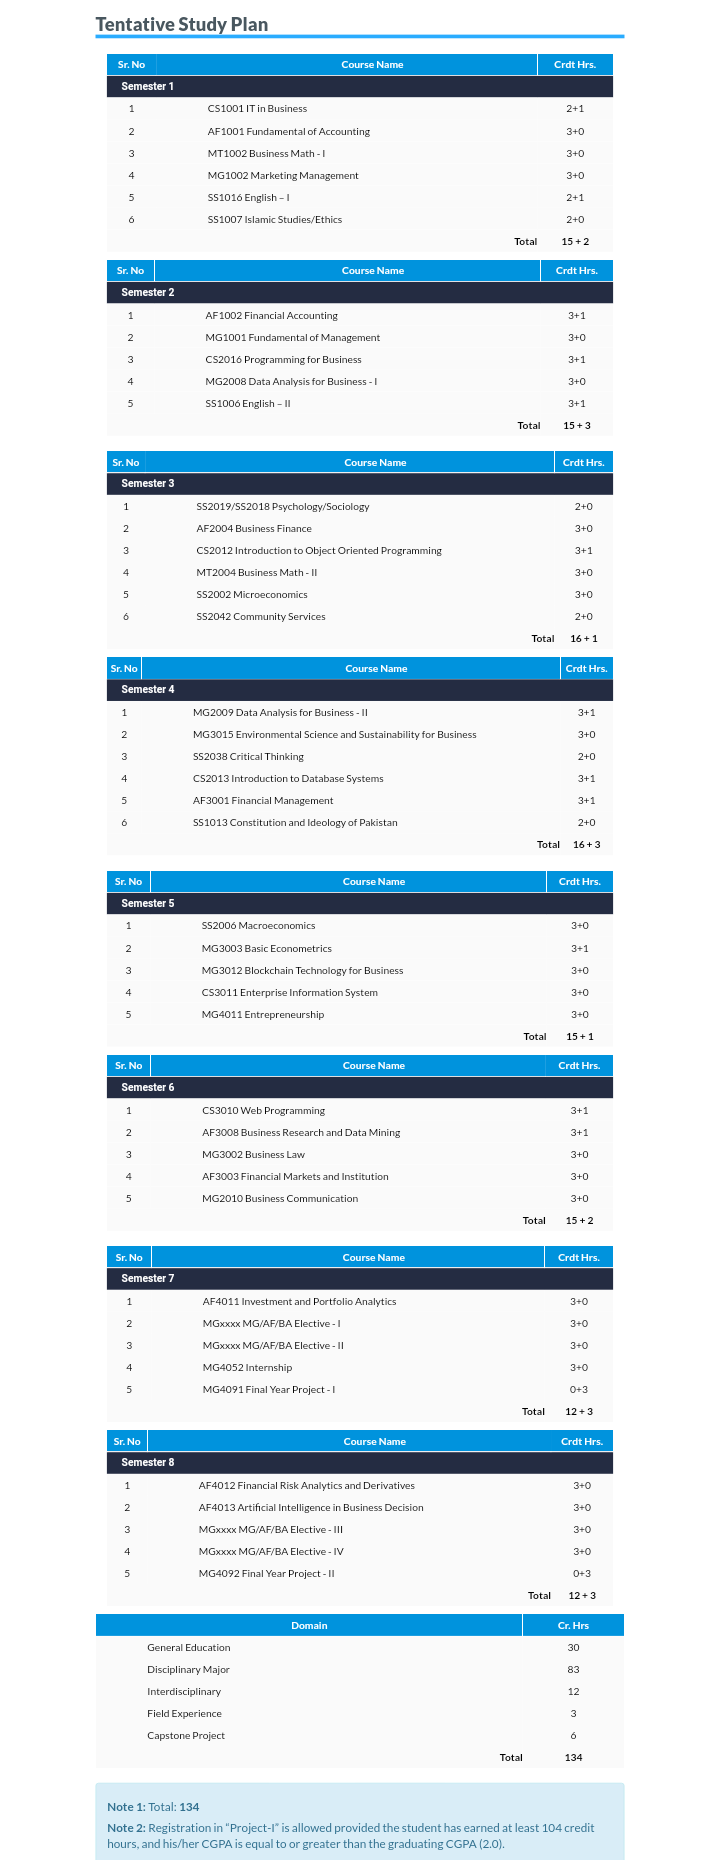 Tentative Study Plan
Sr. No Course Name Crdt Hrs.
Semester 1
1 CS1001 IT in Business 2+1
2 AF1001 Fundamental of Accounting 3+0
3 MT1002 Business Math - I 3+0
4 MG1002 Marketing Management 3+0
5 SS1016 English – I 2+1
6 SS1007 Islamic Studies/Ethics 2+0
Total 15 + 2
Sr. No Course Name Crdt Hrs.
Semester 2
1 AF1002 Financial Accounting 3+1
2 MG1001 Fundamental of Management 3+0
3 CS2016 Programming for Business 3+1
4 MG2008 Data Analysis for Business - I 3+0
5 SS1006 English – II 3+1
Total 15 + 3
Sr. No Course Name Crdt Hrs.
Semester 3
1 SS2019/SS2018 Psychology/Sociology 2+0
2 AF2004 Business Finance 3+0
3 CS2012 Introduction to Object Oriented Programming 3+1
4 MT2004 Business Math - II 3+0
5 SS2002 Microeconomics 3+0
6 SS2042 Community Services 2+0
Total 16 + 1
Sr. No Course Name Crdt Hrs.
Semester 4
1 MG2009 Data Analysis for Business - II 3+1
2 MG3015 Environmental Science and Sustainability for Business 3+0
3 SS2038 Critical Thinking 2+0
4 CS2013 Introduction to Database Systems 3+1
5 AF3001 Financial Management 3+1
6 SS1013 Constitution and Ideology of Pakistan 2+0
Total 16 + 3
Sr. No Course Name Crdt Hrs.
Semester 5
1 SS2006 Macroeconomics 3+0
2 MG3003 Basic Econometrics 3+1
3 MG3012 Blockchain Technology for Business 3+0
4 CS3011 Enterprise Information System 3+0
5 MG4011 Entrepreneurship 3+0
Total 15 + 1
Sr. No Course Name Crdt Hrs.
Semester 6
1 CS3010 Web Programming 3+1
2 AF3008 Business Research and Data Mining 3+1
3 MG3002 Business Law 3+0
4 AF3003 Financial Markets and Institution 3+0
5 MG2010 Business Communication 3+0
Total 15 + 2
Sr. No Course Name Crdt Hrs.
Semester 7
1 AF4011 Investment and Portfolio Analytics 3+0
2 MGxxxx MG/AF/BA Elective - I 3+0
3 MGxxxx MG/AF/BA Elective - II 3+0
4 MG4052 Internship 3+0
5 MG4091 Final Year Project - I 0+3
Total 12 + 3
Sr. No Course Name Crdt Hrs.
Semester 8
1 AF4012 Financial Risk Analytics and Derivatives 3+0
2 AF4013 Artificial Intelligence in Business Decision 3+0
3 MGxxxx MG/AF/BA Elective - III 3+0
4 MGxxxx MG/AF/BA Elective - IV 3+0
5 MG4092 Final Year Project - II 0+3
Total 12 + 3
Domain Cr. Hrs
General Education 30
Disciplinary Major 83
Interdisciplinary 12
Field Experience 3
Capstone Project 6
Total 134
Note 1: Total: 134
Note 2: Registration in “Project-I” is allowed provided the student has earned at least 104 credit
hours, and his/her CGPA is equal to or greater than the graduating CGPA (2.0).